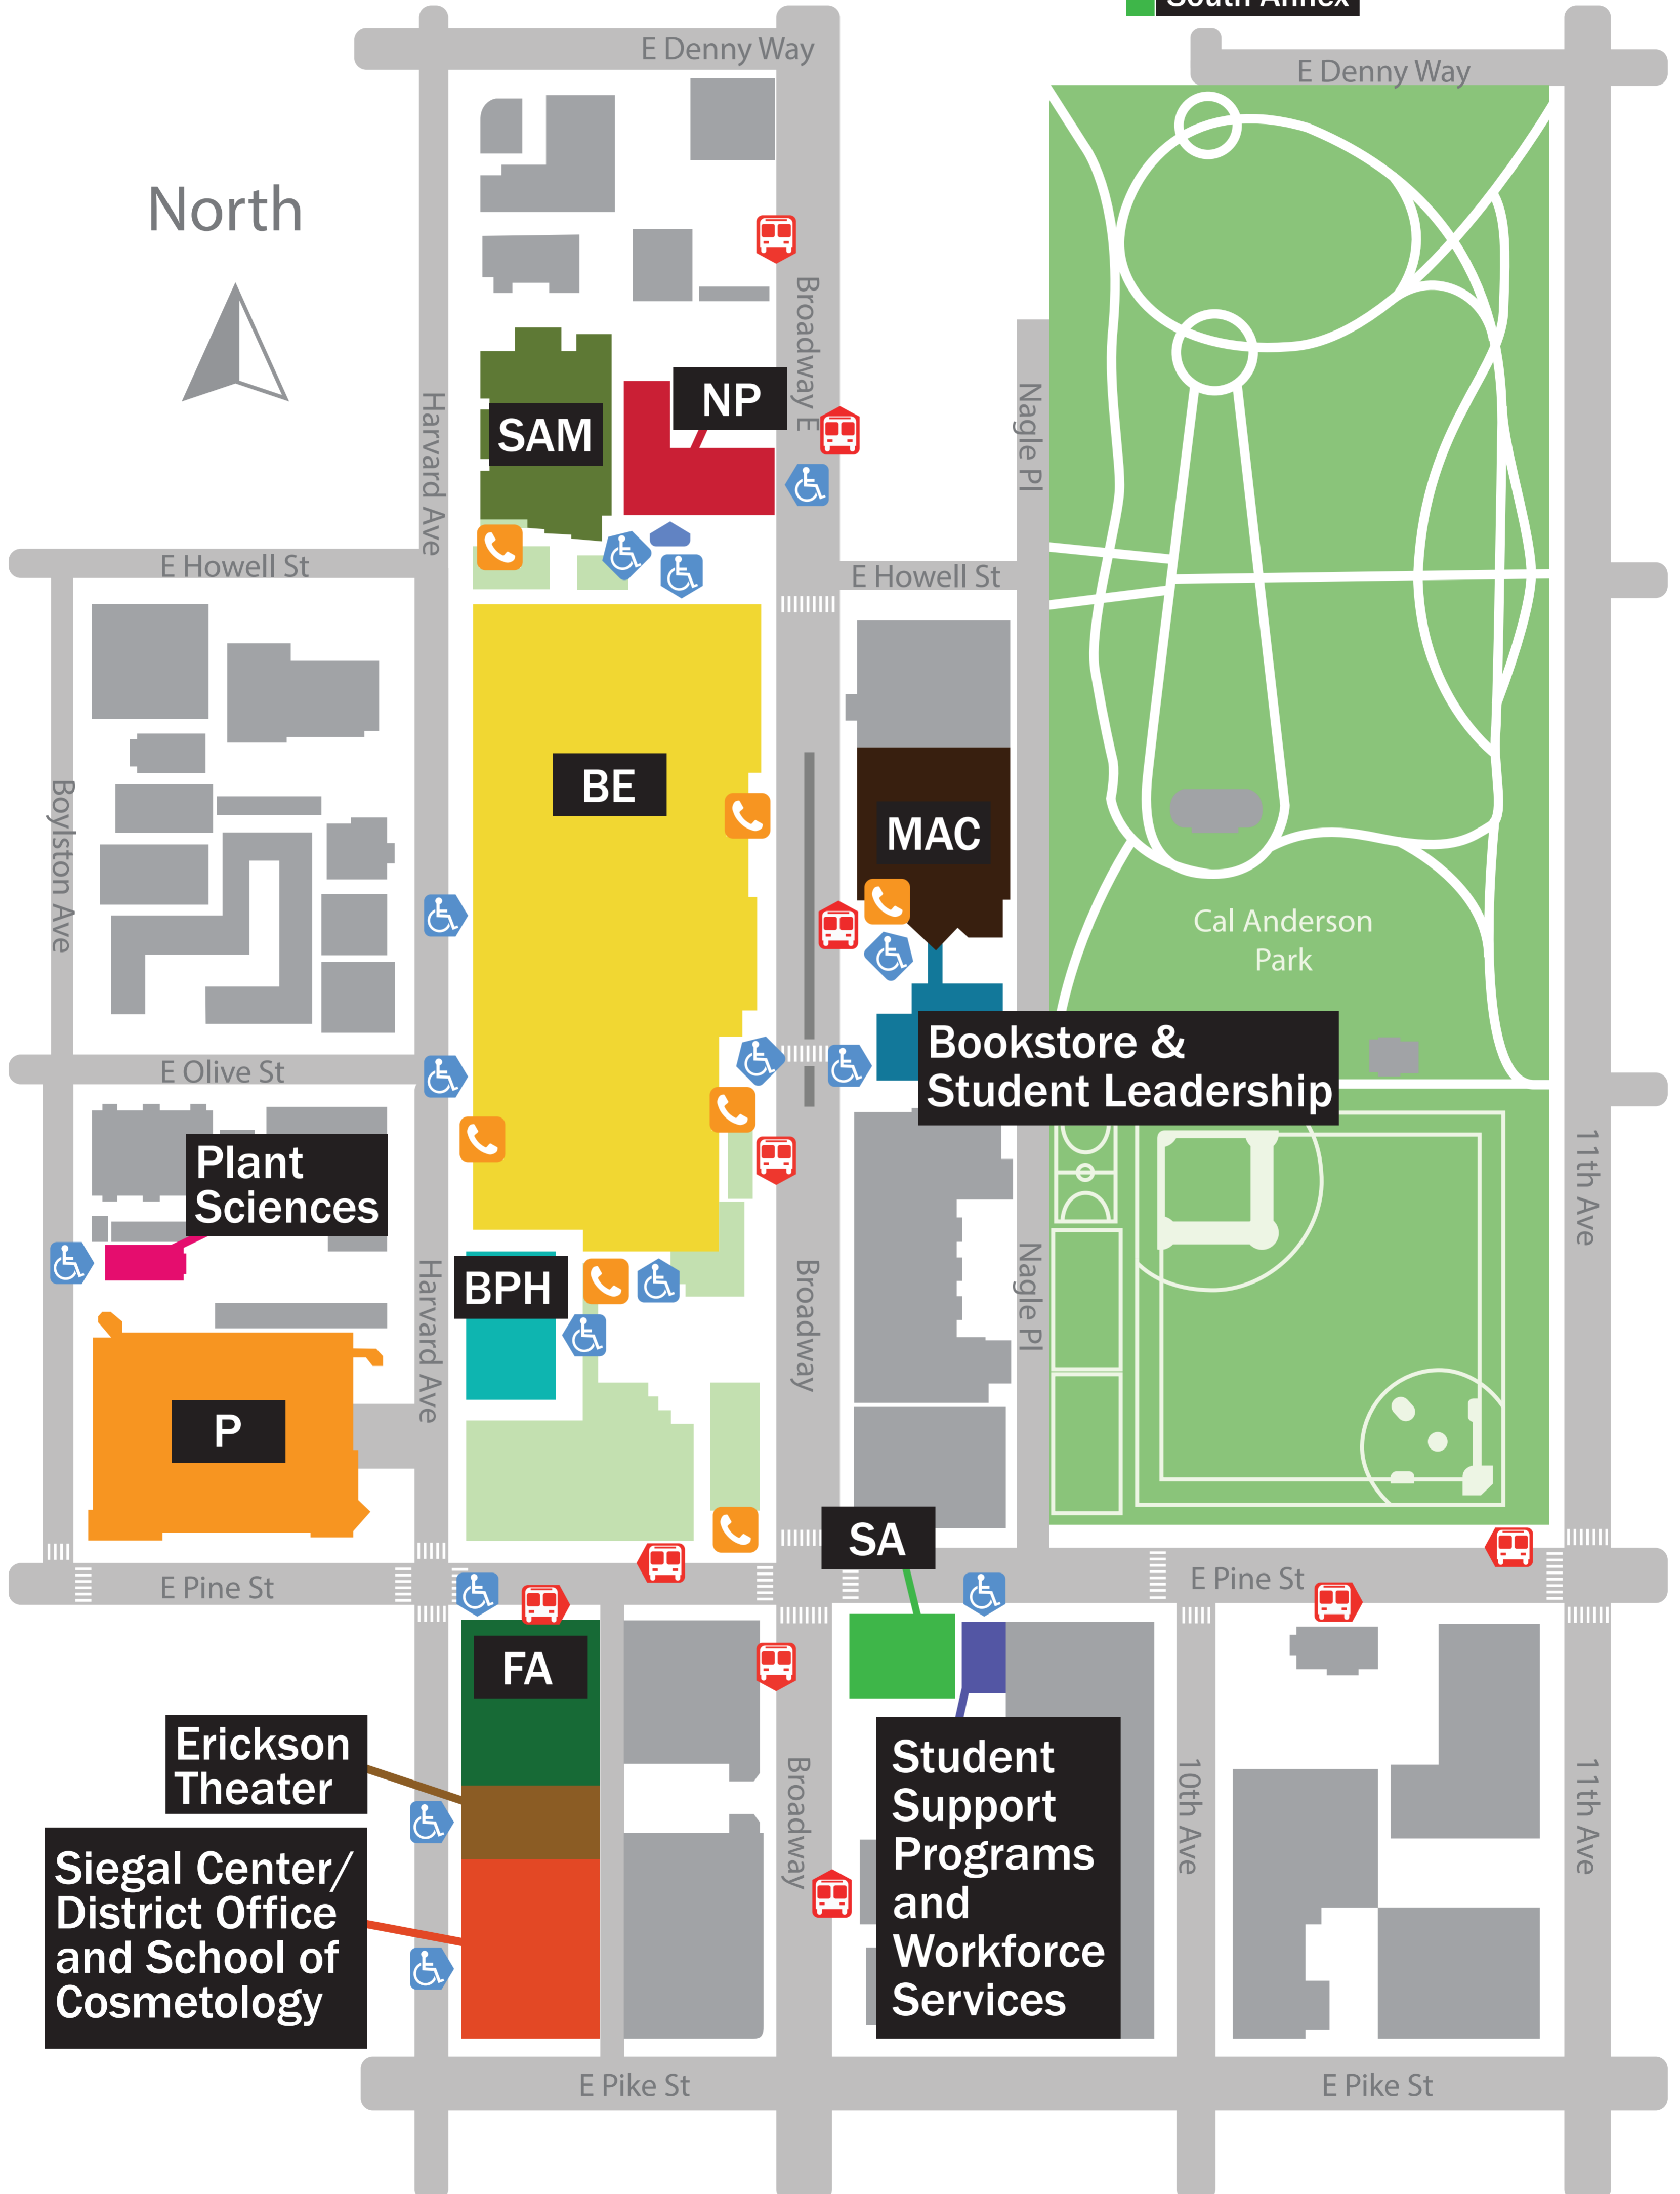 South Annex
E Denny Way
E Denny Way
North
Broadway E
NP
SAM
Harvard Ave
Nagle Pl
E Howell St
E Howell St
BE
MAC
Boylston Ave
Cal Anderson
Park
Bookstore &
Student Leadership
E Olive St
Plant
Sciences
11th Ave
BPH
Harvard Ave
Broadway
Nagle Pl
P
SA
E Pine St
E Pine St
FA
Erickson
Theater
Student
Support
Programs
and
Workforce
Services
Broadway
10th Ave
11th Ave
Siegal Center/
District Office
and School of
Cosmetology
E Pike St
E Pike St